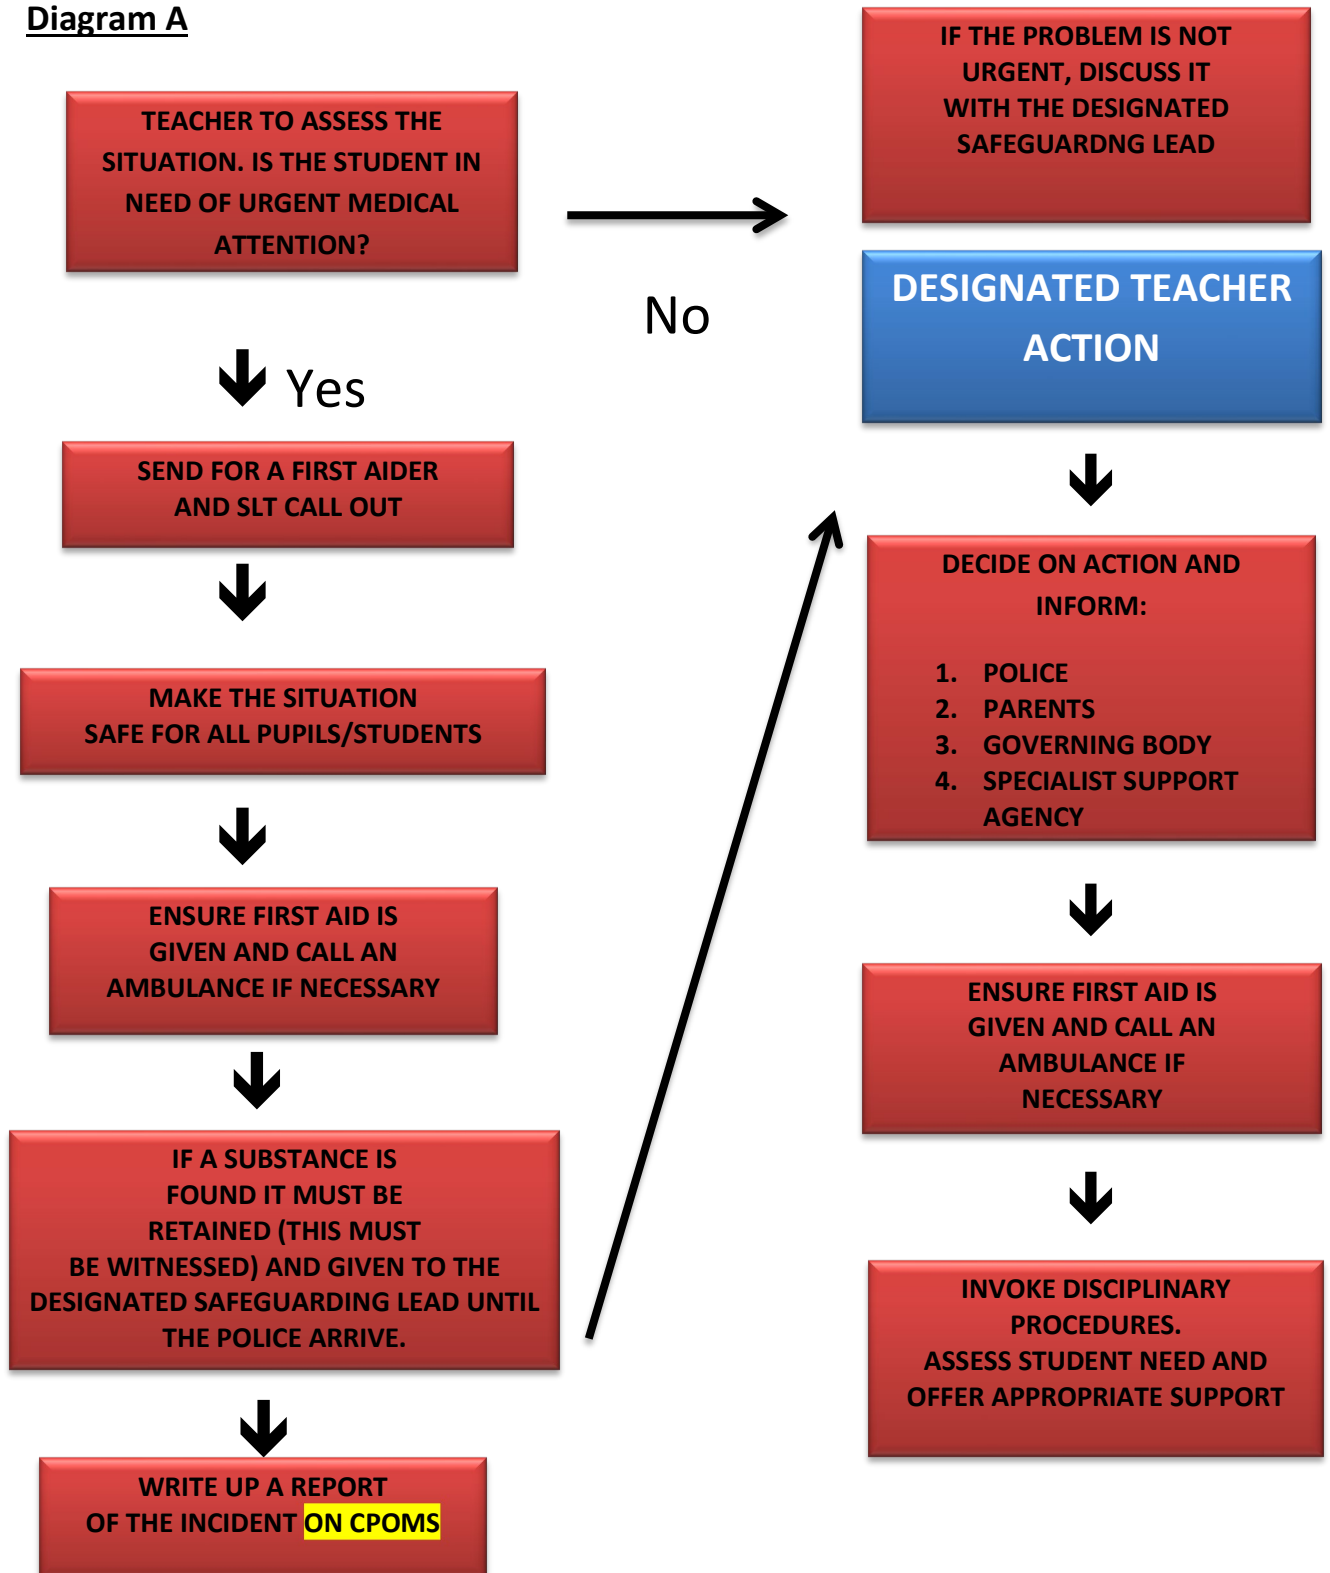 Diagram A
TEACHER TO ASSESS THE
SITUATION. IS THE STUDENT IN
NEED OF URGENT MEDICAL
ATTENTION?
No
Yes
SEND FOR A FIRST AIDER
AND SLT CALL OUT
MAKE THE SITUATION
SAFE FOR ALL PUPILS/STUDENTS
ENSURE FIRST AID IS
GIVEN AND CALL AN
AMBULANCE IF NECESSARY
IF A SUBSTANCE IS
FOUND IT MUST BE
RETAINED (THIS MUST
BE WITNESSED) AND GIVEN TO THE
DESIGNATED SAFEGUARDING LEAD UNTIL
THE POLICE ARRIVE.
WRITE UP A REPORT
OF THE INCIDENT ON CPOMS
IF THE PROBLEM IS NOT
URGENT, DISCUSS IT
WITH THE DESIGNATED
SAFEGUARDNG LEAD
DESIGNATED TEACHER
ACTION
DECIDE ON ACTION AND
INFORM:
1. POLICE
2. PARENTS
3. GOVERNING BODY
4. SPECIALIST SUPPORT
AGENCY
ENSURE FIRST AID IS
GIVEN AND CALL AN
AMBULANCE IF
NECESSARY
INVOKE DISCIPLINARY
PROCEDURES.
ASSESS STUDENT NEED AND
OFFER APPROPRIATE SUPPORT